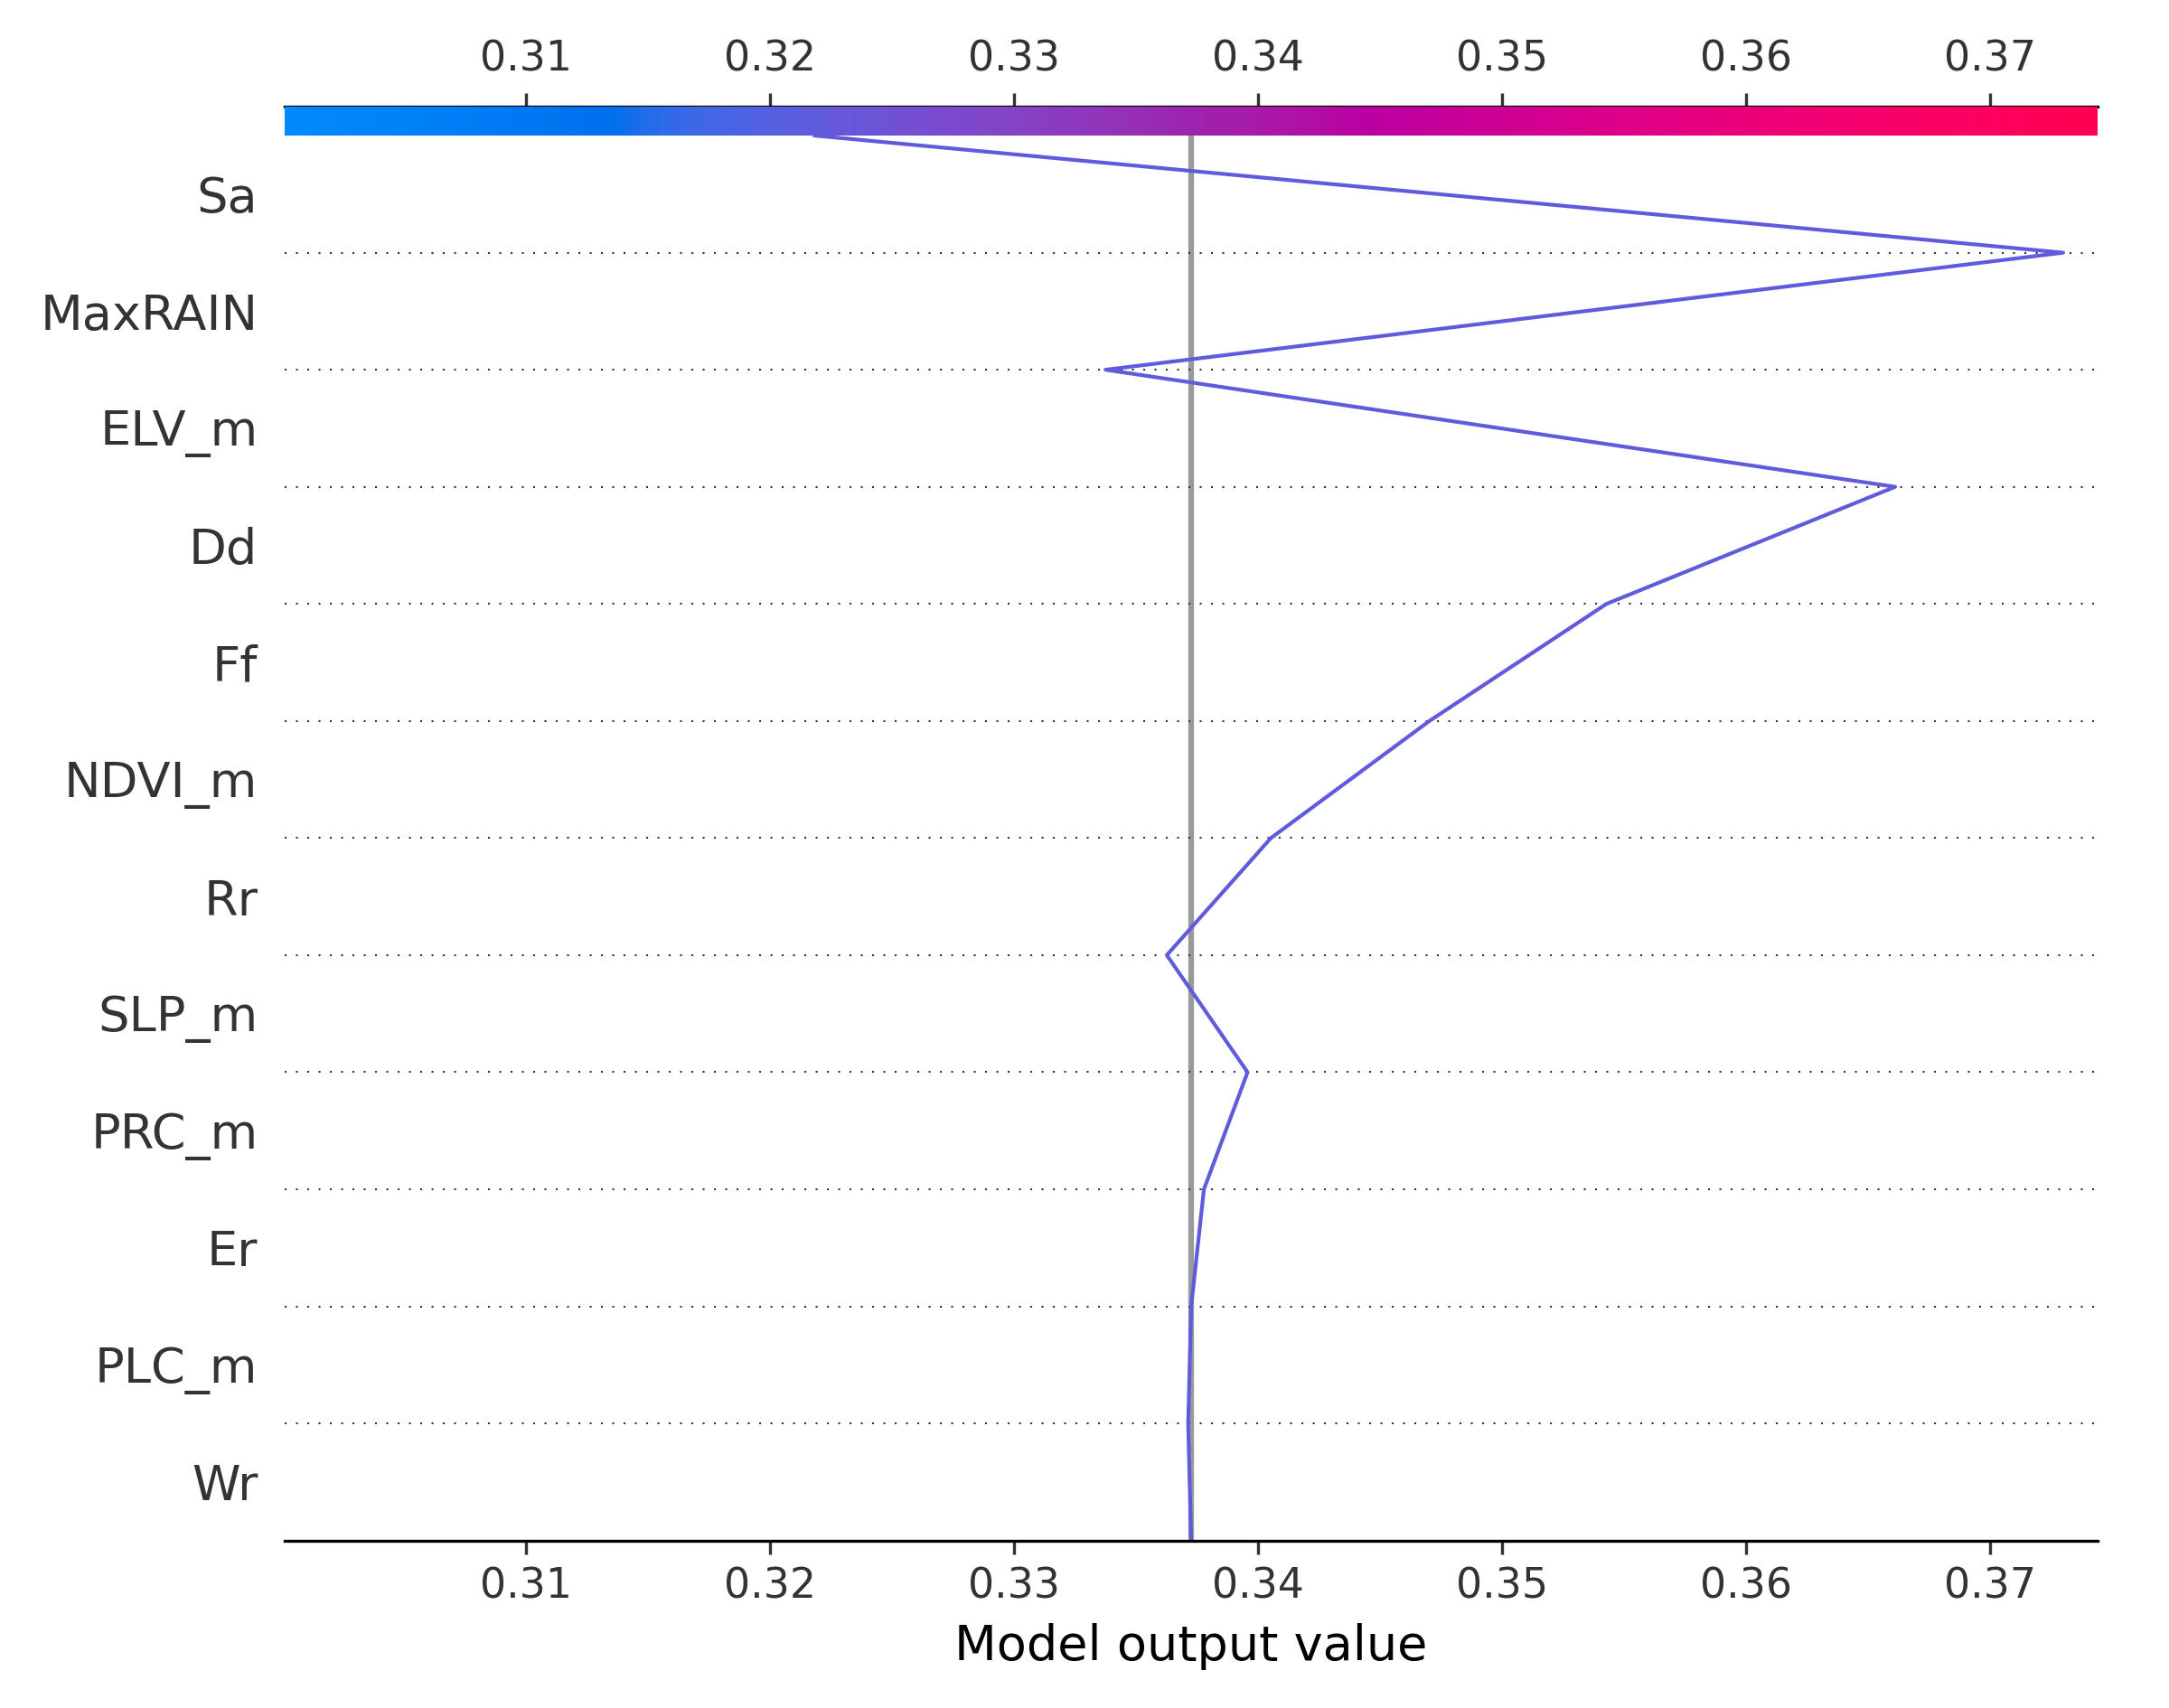 0.31 0.32 0.33 0.34 0.35 0.36 0.37
Sa
MaxRAIN
ELV_m
Dd
Ff
NDVI_m
Rr
SLP_m
PRC_m
Er
PLC_m
Wr
0.31 0.32 0.33 0.34 0.35 0.36 0.37
Model output value